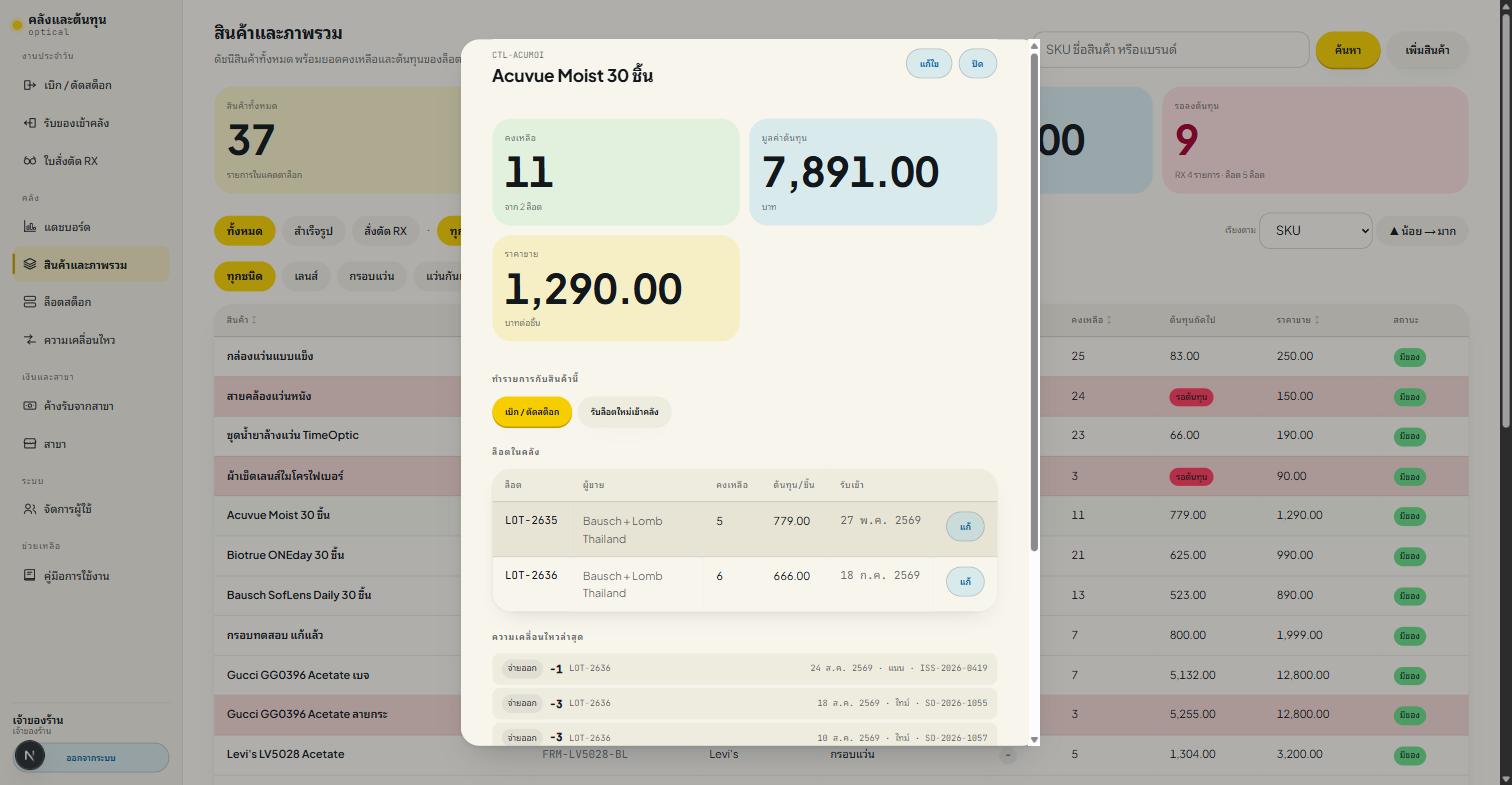 คลังและต้นทุน
optical
งานประจำวัน
เบิก / ตัดสต็อก
รับของเข้าคลัง
ใบสั่งตัด RX
คลัง
แดชบอร์ด
สินค้าและภาพรวม
ล็อตสต็อก
ความเคลื่อนไหว
เงินและสาขา
ค้างรับจากสาขา
สาขา
ระบบ
จัดการผู้ใช้
ช่วยเหลือ
คู่มือการใช้งาน
เจ้าของร้าน
เจ้าของร้าน
N
ออกจากระบบ
สินค้าและภาพรวม
ดัชนีสินค้าทั้งหมด พร้อมยอดคงเหลือและต้นทุนของล็อต
SKU ชื่อสินค้า หรือแบรนด์
ค้นหา
เพิ่มสินค้า
สินค้าทั้งหมด
37
รายการในแคตตาล็อก
00
รอลงต้นทุน
9
RX 4 รายการ · ล็อต 5 ล็อต
ทั้งหมด
สำเร็จรูป
สั่งตัด RX
·
เรียงตาม
SKU
▲ น้อย → มาก
ทุกชนิด
เลนส์
กรอบแว่น
สินค้า
คงเหลือ
ต้นทุนถัดไป
ราคาขาย
สถานะ
กล่องแว่นแบบแข็ง
25
83.00
250.00
มีของ
สายคล้องแว่นหนัง
24
รอต้นทุน
150.00
มีของ
ชุดน้ำยาล้างแว่น TimeOptic
23
66.00
190.00
มีของ
ผ้าเช็ดเลนส์ไมโครไฟเบอร์
3
รอต้นทุน
90.00
มีของ
Acuvue Moist 30 ชิ้น
11
779.00
1,290.00
มีของ
Biotrue ONEday 30 ชิ้น
21
625.00
990.00
มีของ
Bausch SofLens Daily 30 ชิ้น
13
523.00
890.00
มีของ
กรอบทดสอบ แก้แล้ว
7
800.00
1,999.00
มีของ
Gucci GG0396 Acetate เบจ
7
5,132.00
12,800.00
มีของ
Gucci GG0396 Acetate ลายกระ
3
5,255.00
12,800.00
มีของ
Levi's LV5028 Acetate
FRM-LV5028-BL
Levi's
กรอบแว่น
–
5
1,304.00
3,200.00
มีของ
CTL-ACUMOI
Acuvue Moist 30 ชิ้น
แก้ไข
ปิด
คงเหลือ
11
จาก 2 ล็อต
มูลค่าต้นทุน
7,891.00
บาท
ราคาขาย
1,290.00
บาทต่อชิ้น
ทำรายการกับสินค้านี้
เบิก / ตัดสต็อก
รับล็อตใหม่เข้าคลัง
ล็อตในคลัง
ล็อต
ผู้ขาย
คงเหลือ
ต้นทุน/ชิ้น
รับเข้า
LOT-2635
Bausch + Lomb
Thailand
5
779.00
27 พ.ค. 2569
แก้
LOT-2636
Bausch + Lomb
Thailand
6
666.00
18 ก.ค. 2569
แก้
ความเคลื่อนไหวล่าสุด
จ่ายออก
-1
LOT-2636
24 ส.ค. 2569 · แนน · ISS-2026-0419
จ่ายออก
-3
LOT-2636
18 ส.ค. 2569 · ใหม่ · SO-2026-1055
จ่ายออก
-3
LOT-2636
10 ส.ค. 2569 · ใหม่ · SO-2026-1057